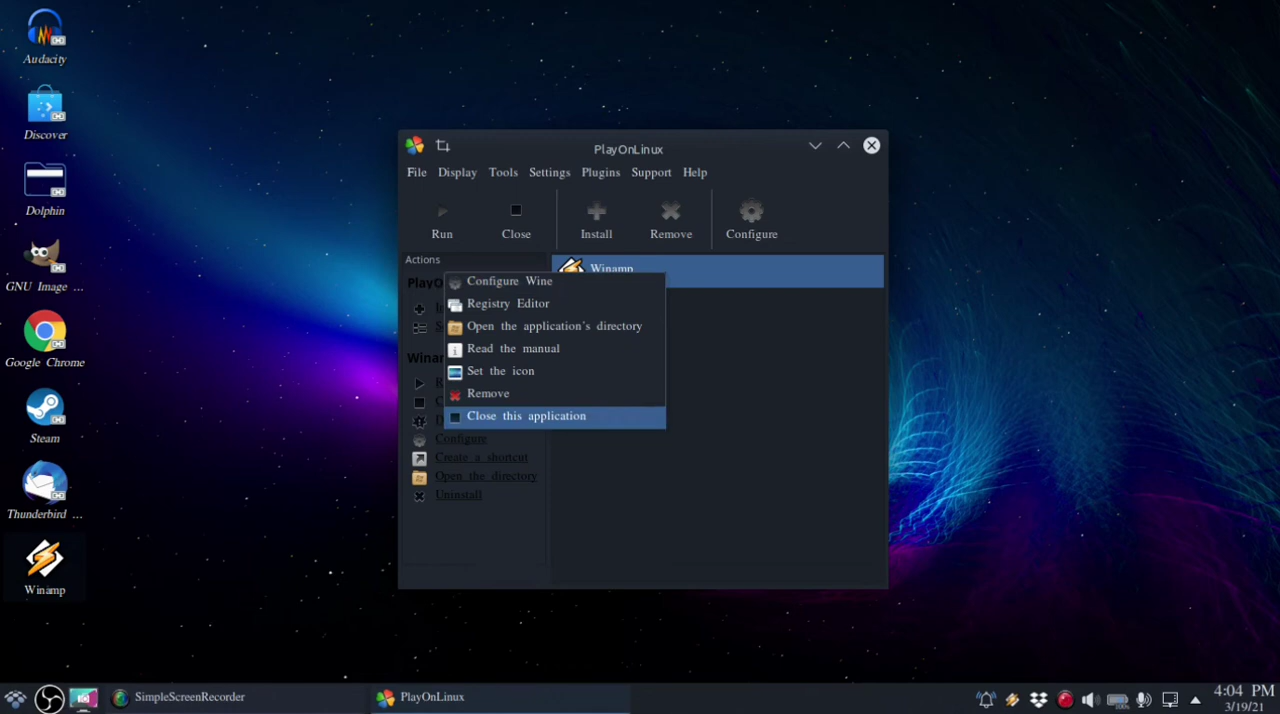 Audacity
Discover
Dolphin
GNU Image ...
Google Chrome
Steam
Thunderbird ...
Winamp
PlayOnLinux
File Display Tools Settings Plugins Support Help
Run Close Install Remove Configure
Actions
Winamp
Configure Wine
Registry Editor
Open the application's directory
Read the manual
Set the icon
Remove
Close this application
Configure
Create a shortcut
Open the directory
Uninstall
SimpleScreenRecorder
PlayOnLinux
100%
4:04 PM
3/19/21